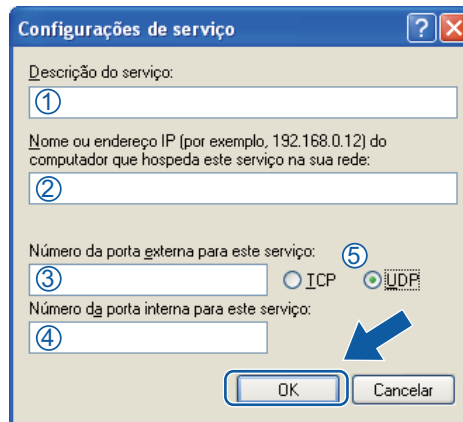 Configurações de serviço
Descrição do serviço:
①
Nome ou endereço IP (por exemplo, 192.168.0.12) do
computador que hospeda este serviço na sua rede:
②
Número da porta externa para este serviço: ⑤
③ TCP UDP
Número da porta interna para este serviço:
④
OK Cancelar